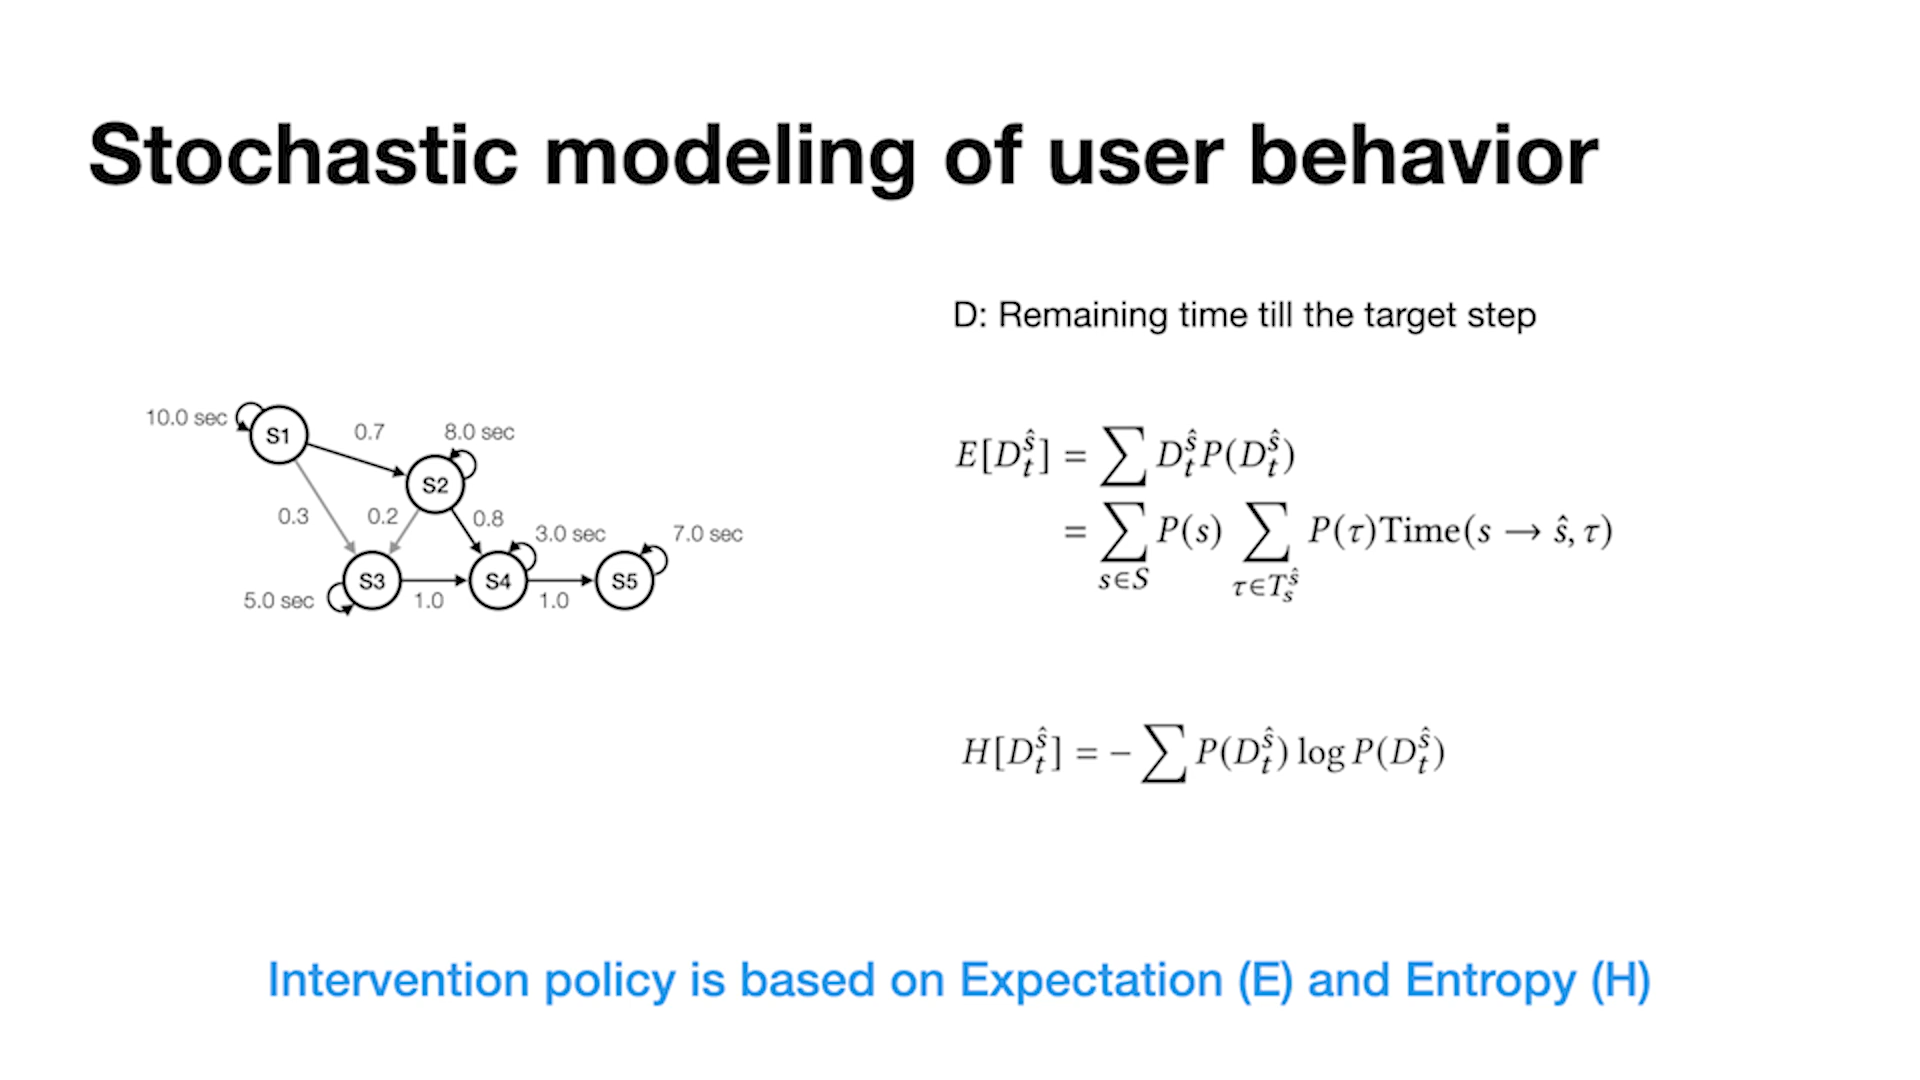 Stochastic modeling of user behavior
D: Remaining time till the target step
10.0 sec
S1
0.7
8.0 sec
S2
0.3
0.2
0.8
3.0 sec
7.0 sec
S3
S4
S5
5.0 sec
1.0
1.0
E[D_t^ŝ] = ∑ D_t^ŝ P(D_t^ŝ)
= ∑_{s∈S} P(s) ∑_{τ∈T_s^ŝ} P(τ)Time(s → ŝ, τ)
H[D_t^ŝ] = − ∑ P(D_t^ŝ) log P(D_t^ŝ)
Intervention policy is based on Expectation (E) and Entropy (H)